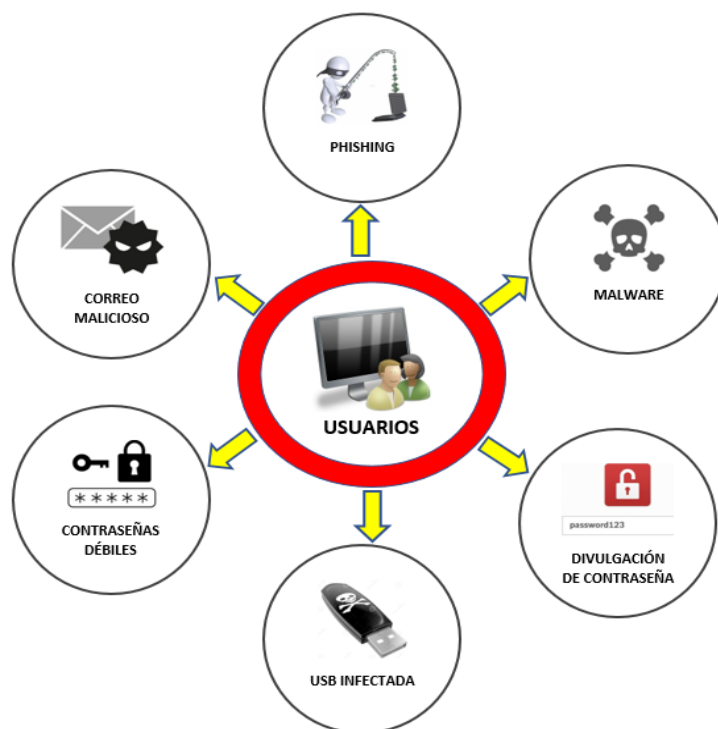 PHISHING
CORREO
MALICIOSO
MALWARE
USUARIOS
* * * * *
CONTRASEÑAS
DÉBILES
password123
DIVULGACIÓN
DE CONTRASEÑA
USB INFECTADA